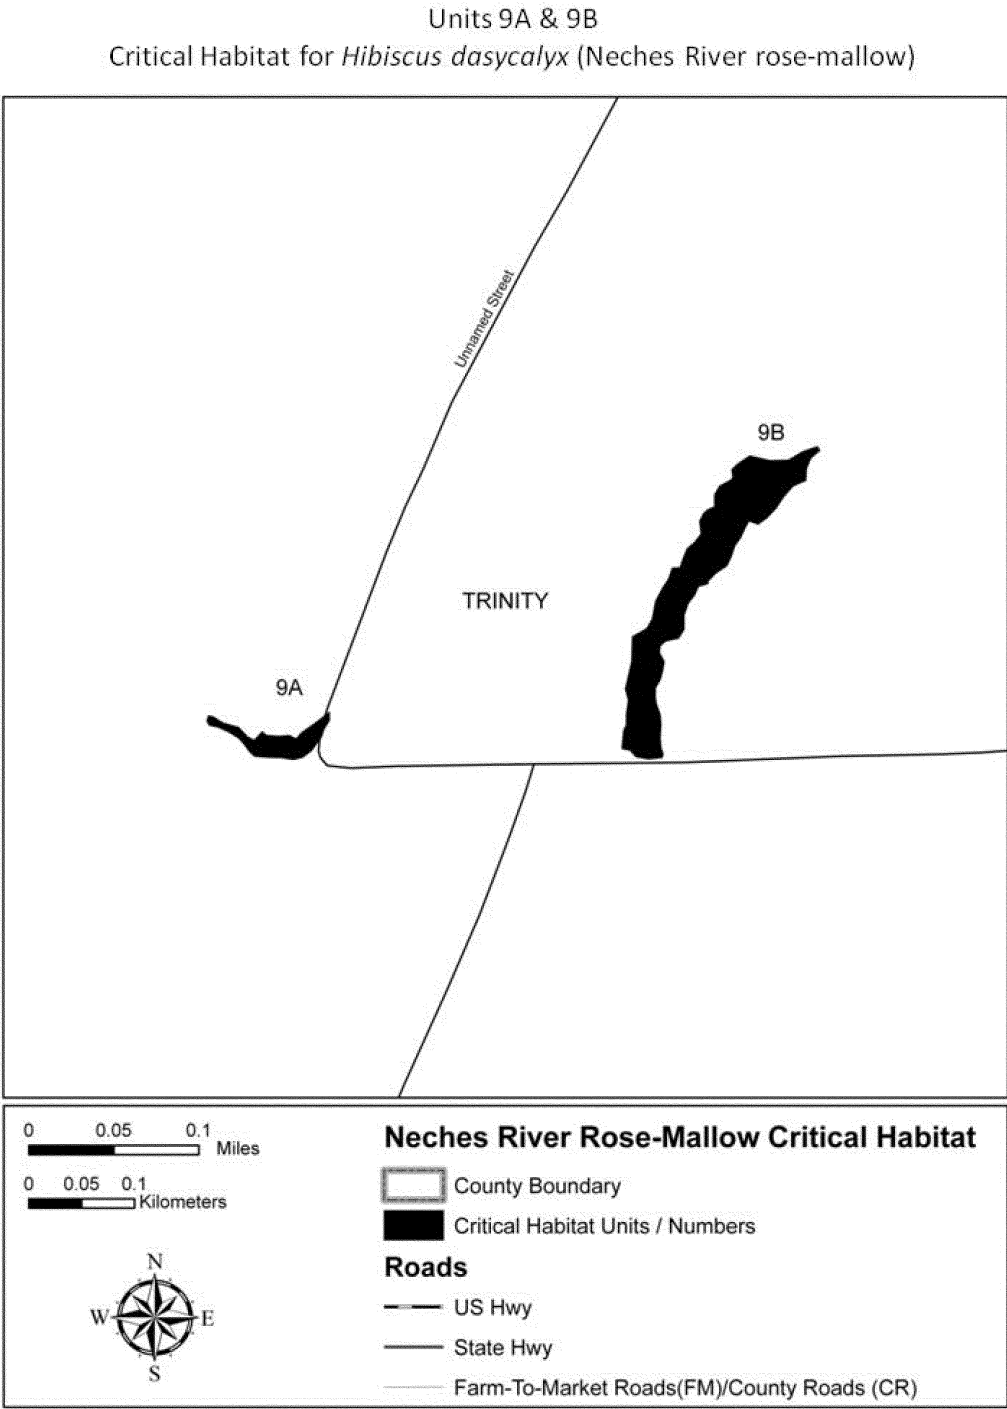 Units 9A & 9B
Critical Habitat for Hibiscus dasycalyx (Neches River rose-mallow)
Unnamed Street
9B
TRINITY
9A
0 0.05 0.1
Miles
0 0.05 0.1
Kilometers
N
W E
S
Neches River Rose-Mallow Critical Habitat
County Boundary
Critical Habitat Units / Numbers
Roads
US Hwy
State Hwy
Farm-To-Market Roads(FM)/County Roads (CR)